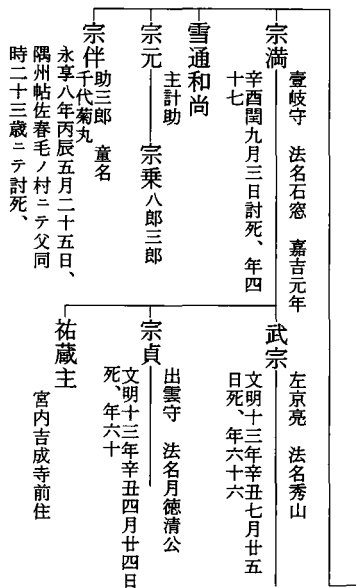 宗満
壹岐守　法名石窓　嘉吉元年
辛酉閏九月三日討死、年四
十七
雪通和尚
宗元
主計助
宗乗八郎三郎
宗伴
助三郎　童名
千代菊丸
永享八年丙辰五月二十五日、
隅州帖佐春毛ノ村ニテ父同
時二十三歳ニテ討死、
武宗
左京亮　法名秀山
文明十三年辛丑七月廿五
日死、年六十六
宗貞
出雲守　法名月徳清公
文明十三年辛丑四月廿四日
死、年六十
祐蔵主
宮内吉成寺前住